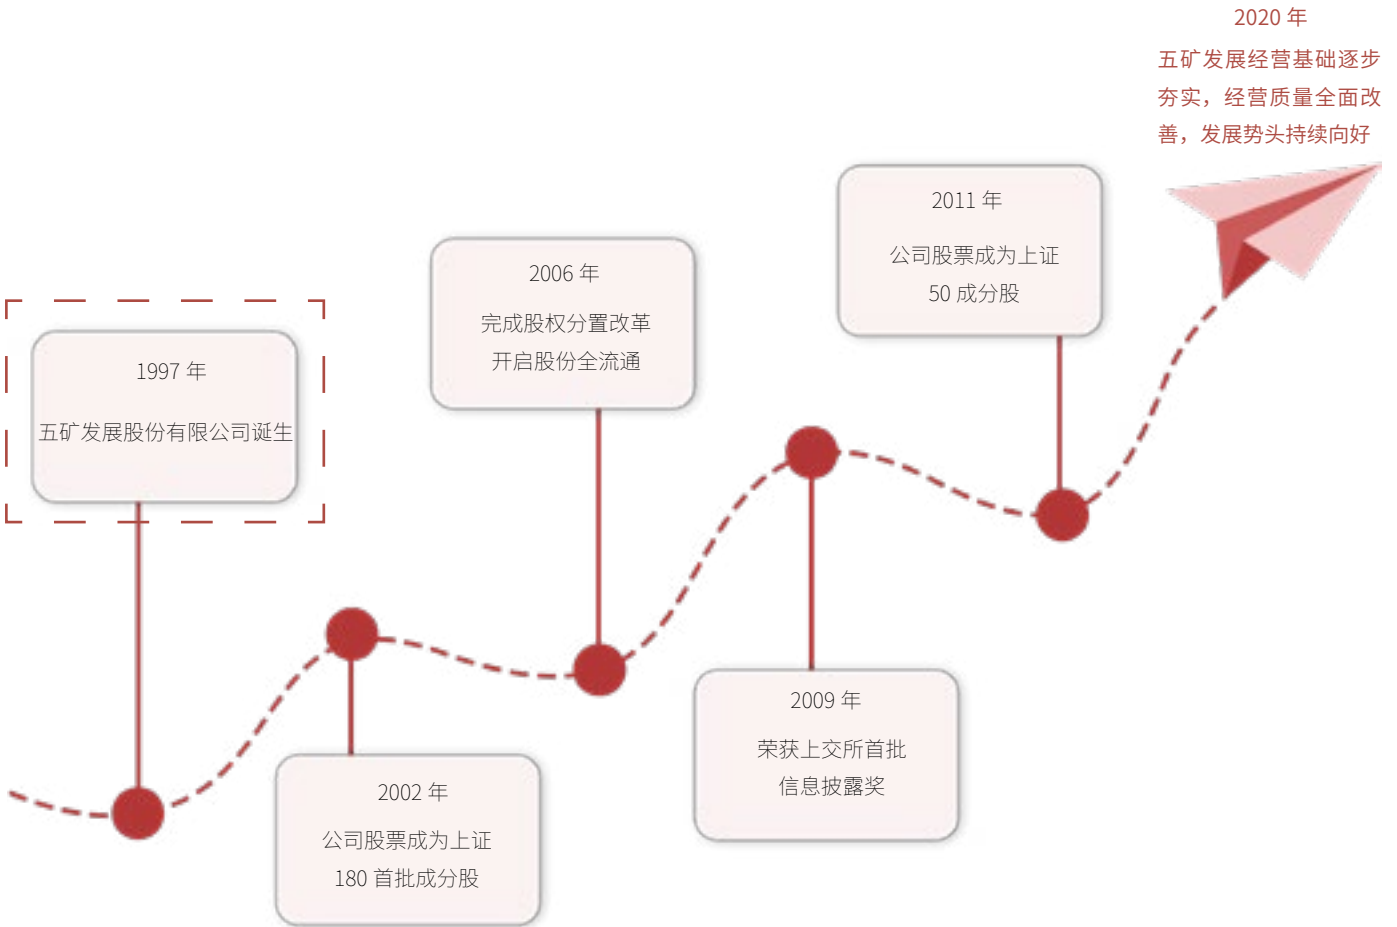 1997 年
五矿发展股份有限公司诞生
2002 年
公司股票成为上证
180 首批成分股
2006 年
完成股权分置改革
开启股份全流通
2009 年
荣获上交所首批
信息披露奖
2011 年
公司股票成为上证
50 成分股
2020 年
五矿发展经营基础逐步
夯实，经营质量全面改
善，发展势头持续向好